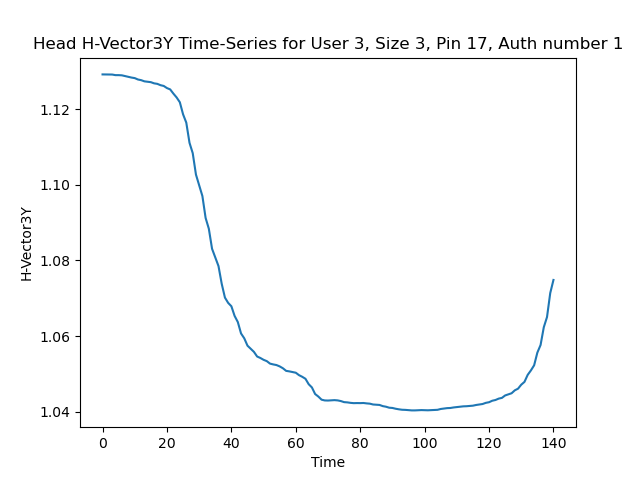 Head H-Vector3Y Time-Series for User 3, Size 3, Pin 17, Auth number 1
H-Vector3Y
1.12
1.10
1.08
1.06
1.04
0 20 40 60 80 100 120 140
Time